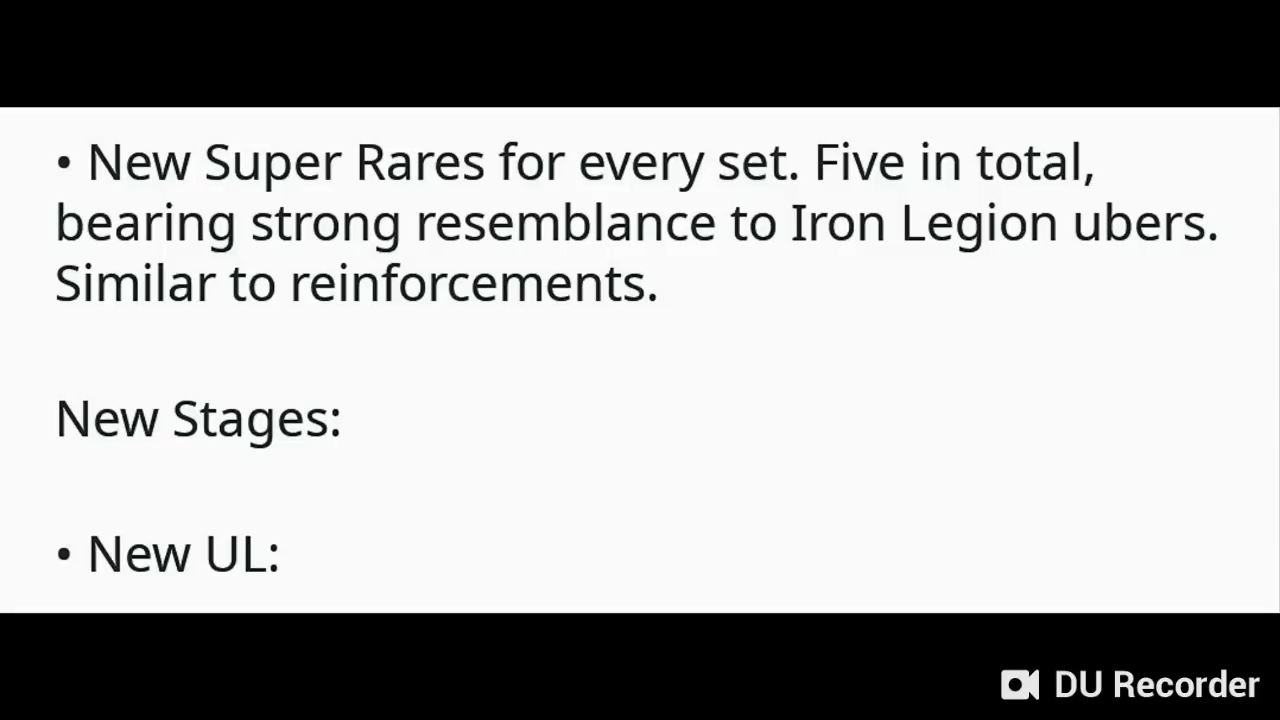 • New Super Rares for every set. Five in total,
bearing strong resemblance to Iron Legion ubers.
Similar to reinforcements.
New Stages:
• New UL:
DU Recorder